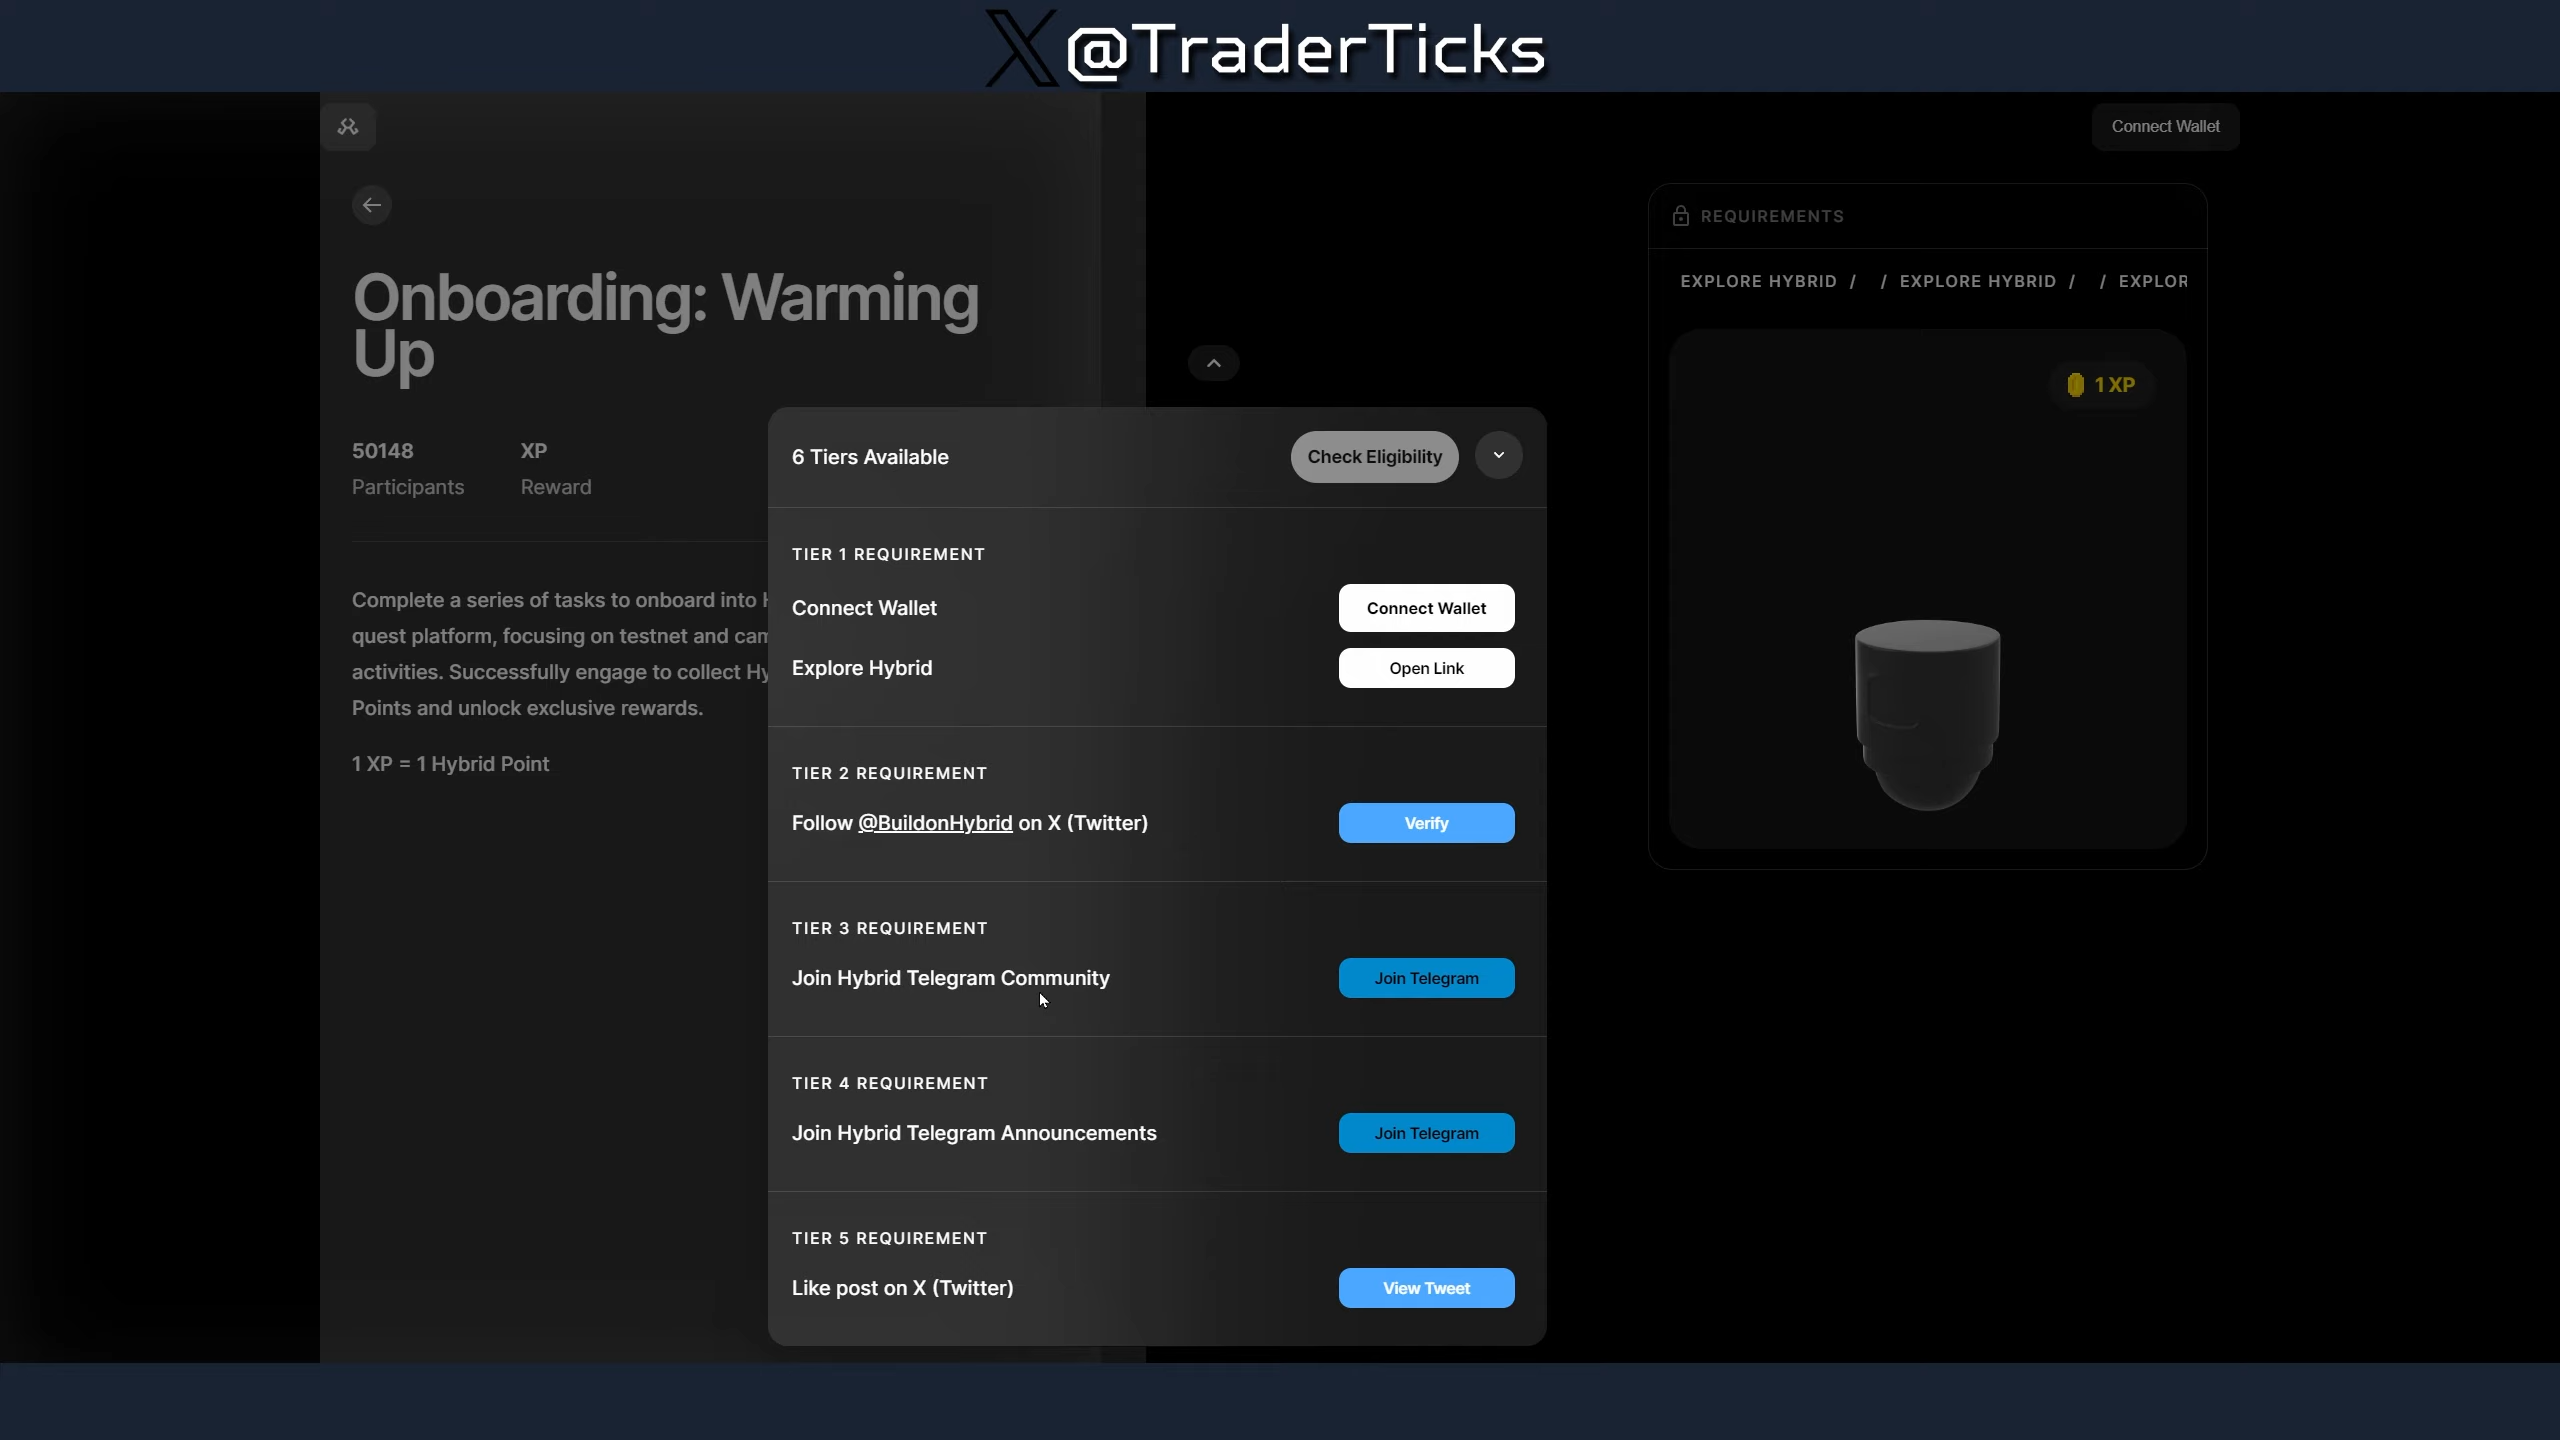 @TraderTicks
Connect Wallet
Onboarding: Warming
Up
50148
Participants
XP
Reward
Complete a series of tasks to onboard into
quest platform, focusing on testnet and
activities. Successfully engage to collect
Points and unlock exclusive rewards.
1 XP = 1 Hybrid Point
6 Tiers Available
Check Eligibility
TIER 1 REQUIREMENT
Connect Wallet
Connect Wallet
Explore Hybrid
Open Link
TIER 2 REQUIREMENT
Follow @BuildonHybrid on X (Twitter)
Verify
TIER 3 REQUIREMENT
Join Hybrid Telegram Community
Join Telegram
TIER 4 REQUIREMENT
Join Hybrid Telegram Announcements
Join Telegram
TIER 5 REQUIREMENT
Like post on X (Twitter)
View Tweet
REQUIREMENTS
EXPLORE HYBRID / / EXPLORE HYBRID / / EXPLOR
1 XP